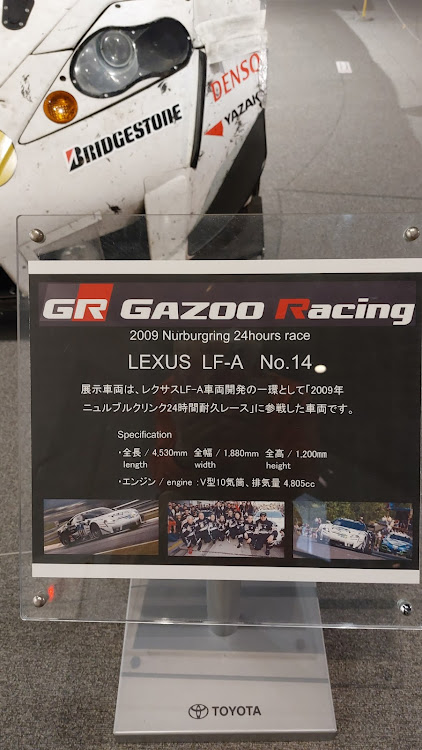 DENSO
YAZAK
BRIDGESTONE
GR GAZOO Racing
2009 Nurburgring 24hours race
LEXUS LF-A No.14
展示車両は、レクサスLF-A車両開発の一環として「2009年
ニュルブルクリンク24時間耐久レース」に参戦した車両です。
Specification
・全長 / 4,530mm 全幅 / 1,880mm 全高 / 1,200㎜
length width height
・エンジン / engine ：V型10気筒、排気量 4,805cc
TOYOTA